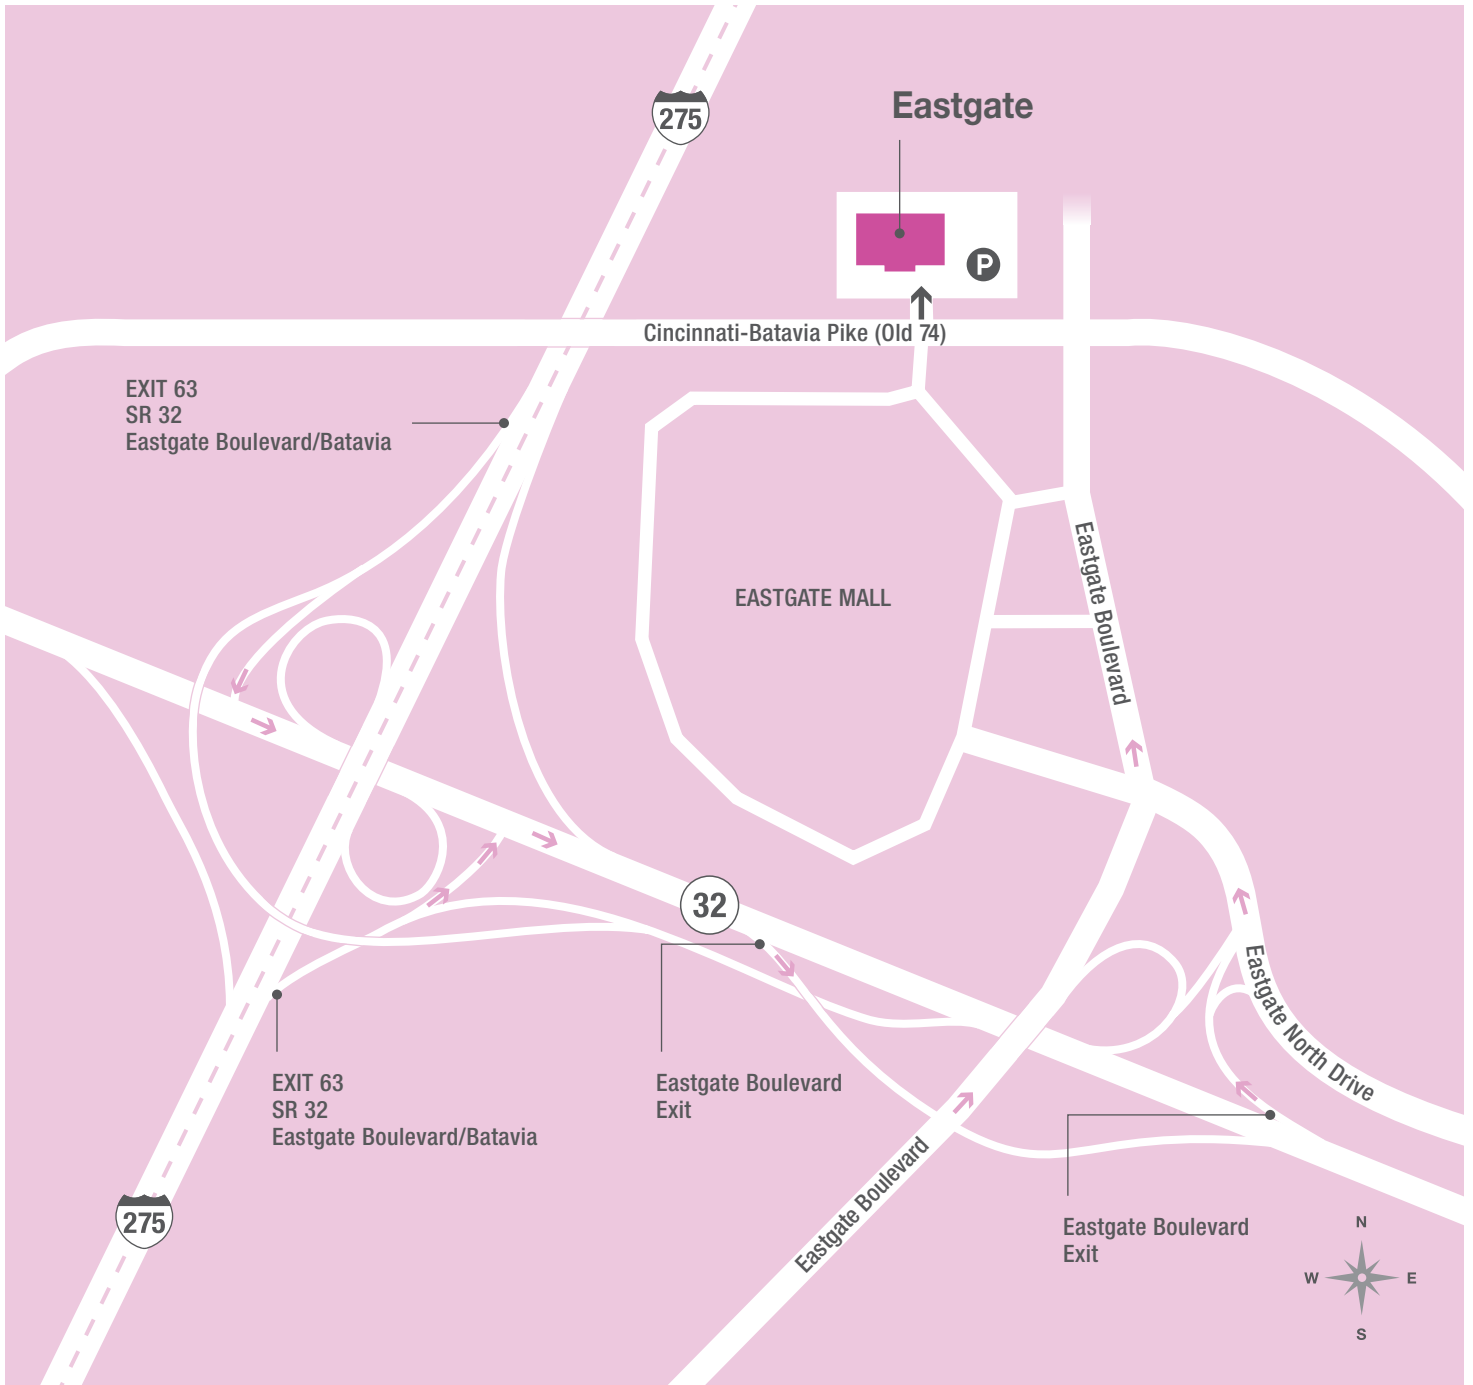 275
Eastgate
P
Cincinnati-Batavia Pike (Old 74)
EXIT 63
SR 32
Eastgate Boulevard/Batavia
EASTGATE MALL
Eastgate Boulevard
32
Eastgate North Drive
EXIT 63
SR 32
Eastgate Boulevard/Batavia
Eastgate Boulevard
Exit
Eastgate Boulevard
275
Eastgate Boulevard
Exit
N
W
E
S